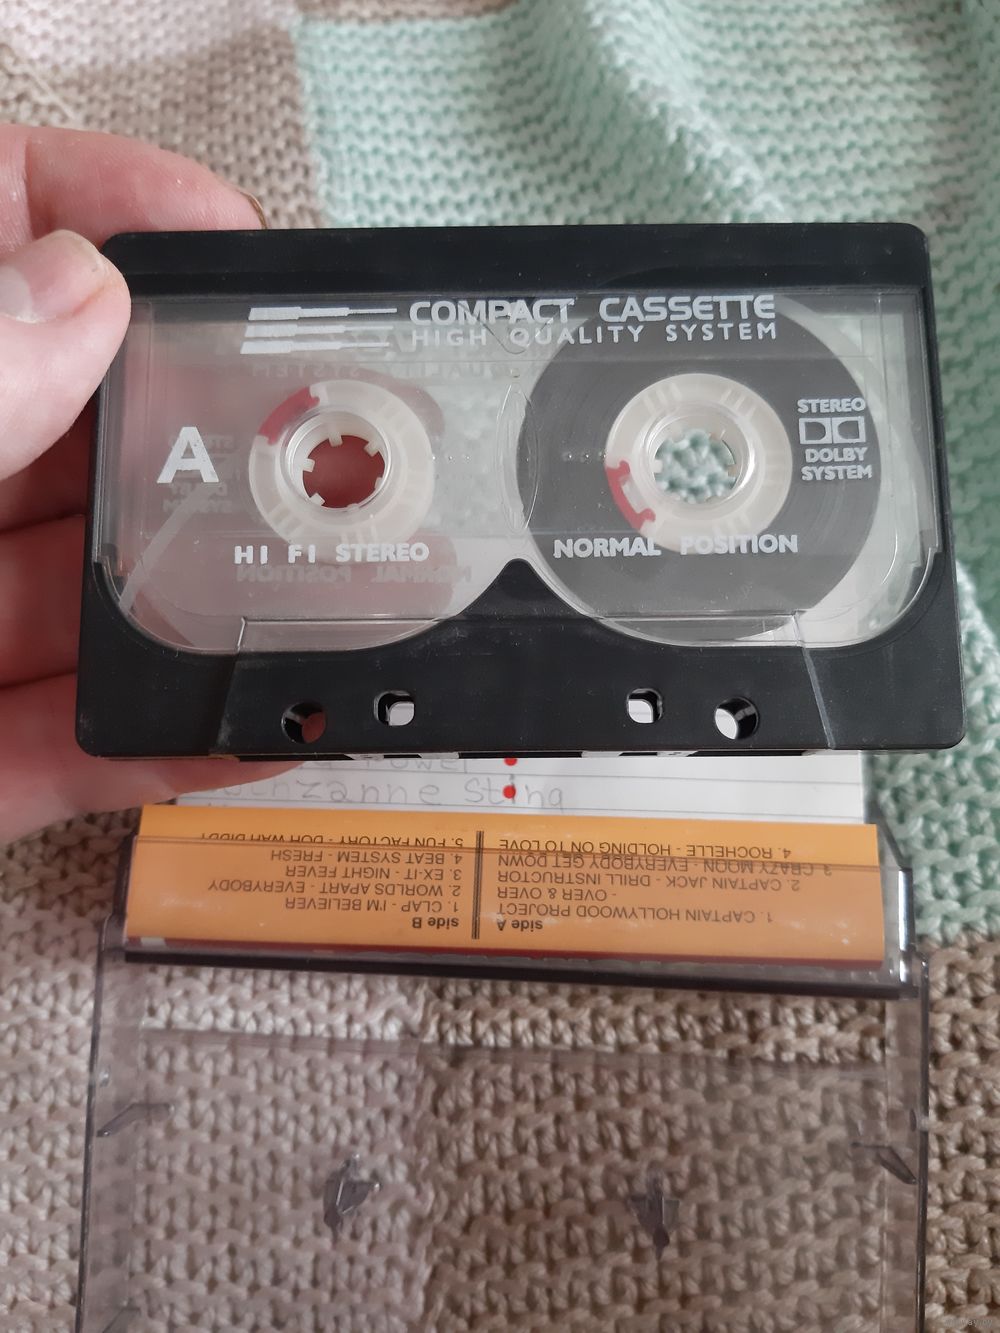 COMPACT CASSETTE
HIGH QUALITY SYSTEM
A
STEREO
DOLBY
SYSTEM
HI FI STEREO
NORMAL POSITION
Sting
side A
1. CAPTAIN HOLLYWOOD PROJECT
- OVER & OVER
2. CAPTAIN JACK - DRILL INSTRUCTOR
3. CRAZY MOON - EVERYBODY GET DOWN
4. ROCHELLE - HOLDING ON TO LOVE
side B
1. CLAP - I'M BELIEVER
2. WORLDS APART - EVERYBODY
3. EX-IT - NIGHT FEVER
4. BEAT SYSTEM - FRESH
5. FUN FACTORY - DOH WAH DIDDY